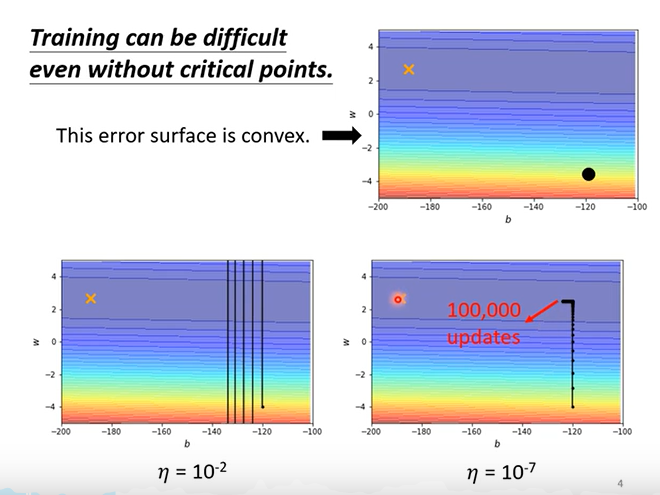 Training can be difficult
even without critical points.
This error surface is convex.
4
2
0
−2
−4
w
−200 −180 −160 −140 −120 −100
b
4
2
0
−2
−4
w
−200 −180 −160 −140 −120 −100
b
η = 10⁻²
4
2
0
−2
−4
w
100,000
updates
−200 −180 −160 −140 −120 −100
b
η = 10⁻⁷
4